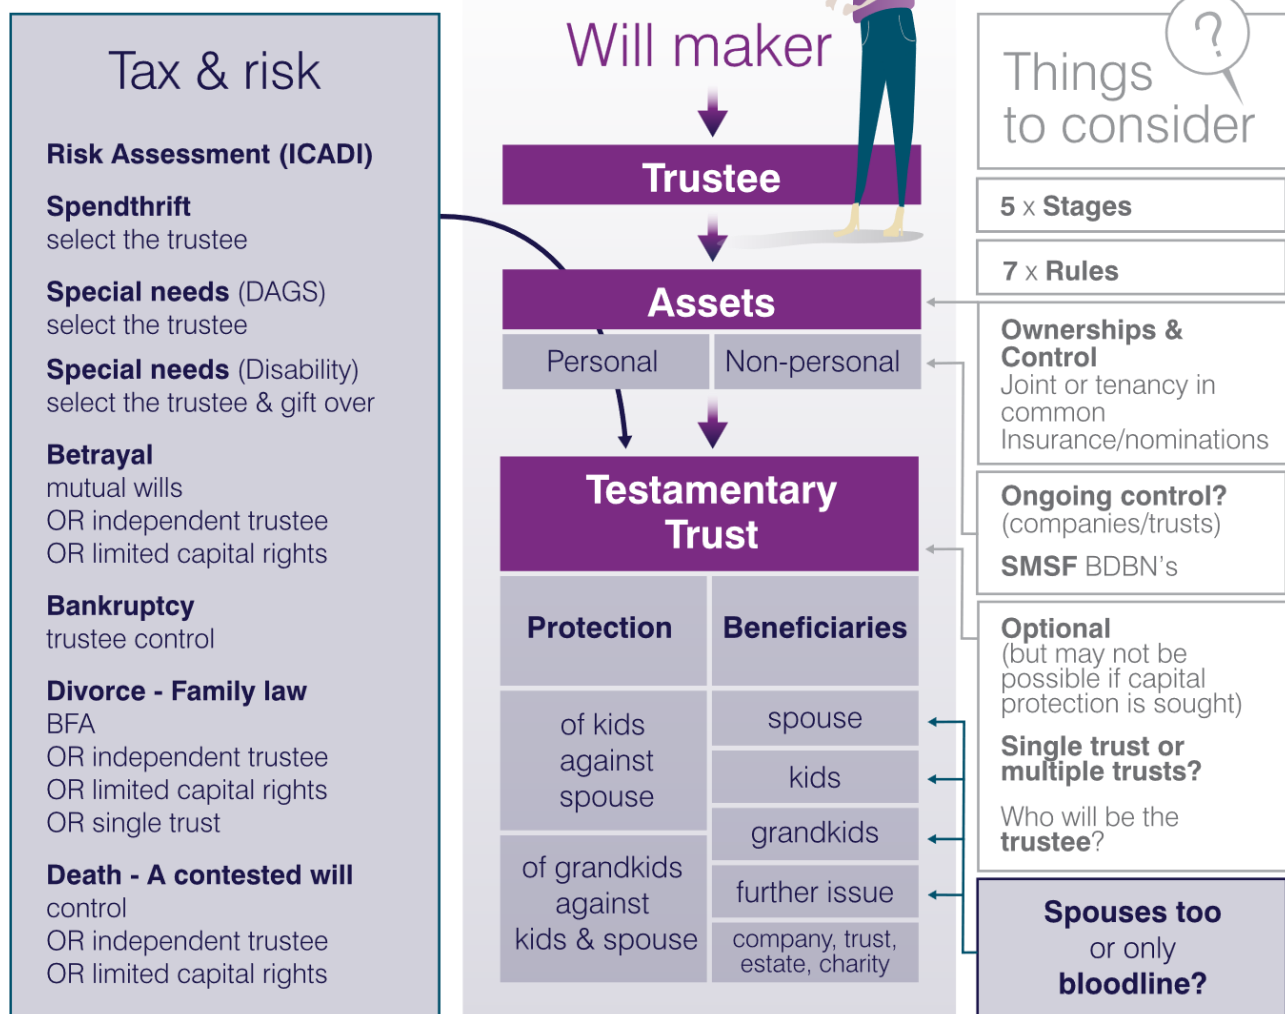 Tax & risk
Risk Assessment (ICADI)
Spendthrift
select the trustee
Special needs (DAGS)
select the trustee
Special needs (Disability)
select the trustee & gift over
Betrayal
mutual wills
OR independent trustee
OR limited capital rights
Bankruptcy
trustee control
Divorce - Family law
BFA
OR independent trustee
OR limited capital rights
OR single trust
Death - A contested will
control
OR independent trustee
OR limited capital rights
Will maker
Trustee
Assets
Personal
Non-personal
Testamentary
Trust
Protection
Beneficiaries
of kids
against
spouse
of grandkids
against
kids & spouse
spouse
kids
grandkids
further issue
company, trust,
estate, charity
?
Things
to consider
5 x Stages
7 x Rules
Ownerships &
Control
Joint or tenancy in
common
Insurance/nominations
Ongoing control?
(companies/trusts)
SMSF BDBN's
Optional
(but may not be
possible if capital
protection is sought)
Single trust or
multiple trusts?
Who will be the
trustee?
Spouses too
or only
bloodline?